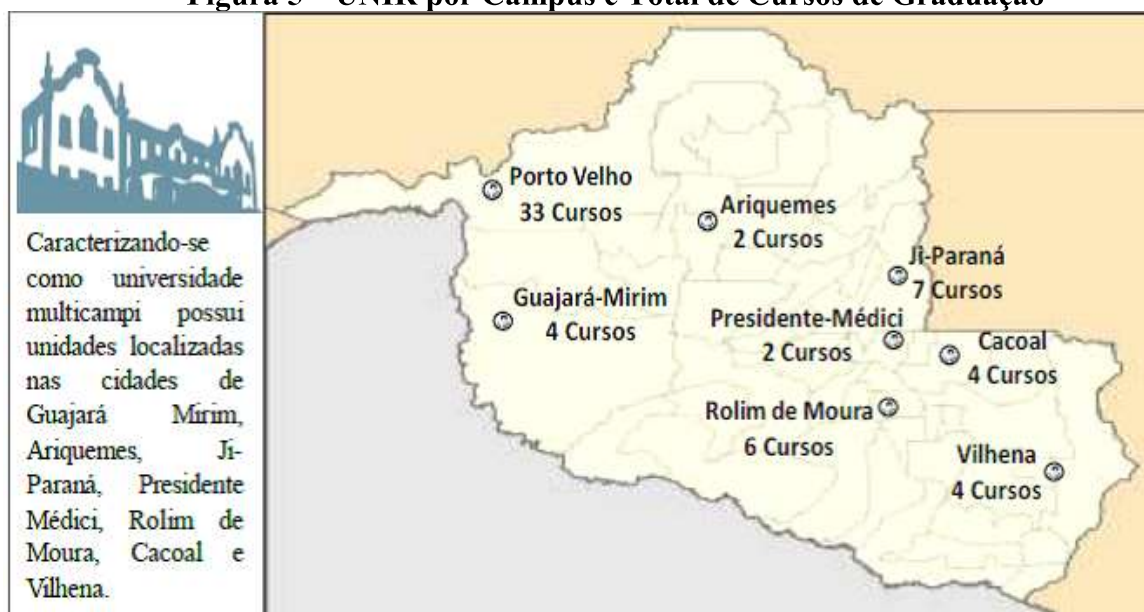 Figura 5 – UNIR por Campus e Total de Cursos de Graduação
Caracterizando-se
como universidade
multicampi possui
unidades localizadas
nas cidades de
Guajará Mirim,
Ariquemes, Ji-
Paraná, Presidente
Médici, Rolim de
Moura, Cacoal e
Vilhena.
Porto Velho
33 Cursos
Ariquemes
2 Cursos
Ji-Paraná
7 Cursos
Guajará-Mirim
4 Cursos
Presidente-Médici
2 Cursos
Cacoal
4 Cursos
Rolim de Moura
6 Cursos
Vilhena
4 Cursos